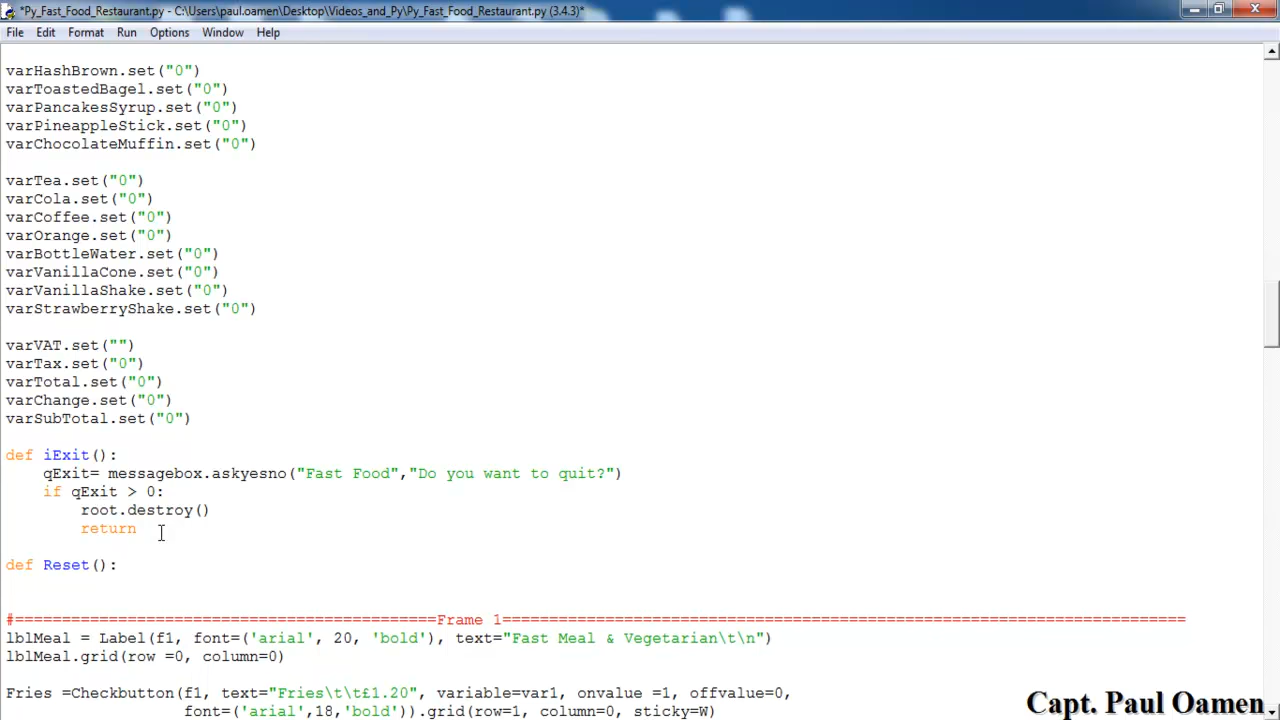 *Py_Fast_Food_Restaurant.py - C:\Users\paul.oamen\Desktop\Videos_and_Py\Py_Fast_Food_Restaurant.py (3.4.3)*
File Edit Format Run Options Window Help
varHashBrown.set("0")
varToastedBagel.set("0")
varPancakesSyrup.set("0")
varPineappleStick.set("0")
varChocolateMuffin.set("0")
varTea.set("0")
varCola.set("0")
varCoffee.set("0")
varOrange.set("0")
varBottleWater.set("0")
varVanillaCone.set("0")
varVanillaShake.set("0")
varStrawberryShake.set("0")
varVAT.set("")
varTax.set("0")
varTotal.set("0")
varChange.set("0")
varSubTotal.set("0")
def iExit():
    qExit= messagebox.askyesno("Fast Food","Do you want to quit?")
    if qExit > 0:
        root.destroy()
        return
def Reset():
#=============================================Frame 1=========================================================================
lblMeal = Label(f1, font=('arial', 20, 'bold'), text="Fast Meal & Vegetarian\t\n")
lblMeal.grid(row =0, column=0)
Fries =Checkbutton(f1, text="Fries\t\t£1.20", variable=var1, onvalue =1, offvalue=0,
                   font=('arial',18,'bold')).grid(row=1, column=0, sticky=W)
Capt. Paul Oamen